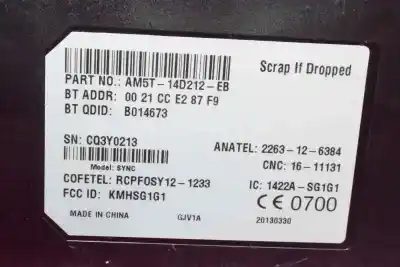 Scrap If Dropped
PART NO.: AM5T-14D212-EB
BT ADDR: 00 21 CC E2 87 F9
BT QDID: B014673
SN: CQ3Y0213
ANATEL: 2263-12-6384
Model: SYNC
CNC: 16-11131
COFETEL: RCPFOSY12-1233
IC: 1422A-SG1G1
FCC ID: KMHSG1G1
CE 0700
MADE IN CHINA
GJV1A
20130330